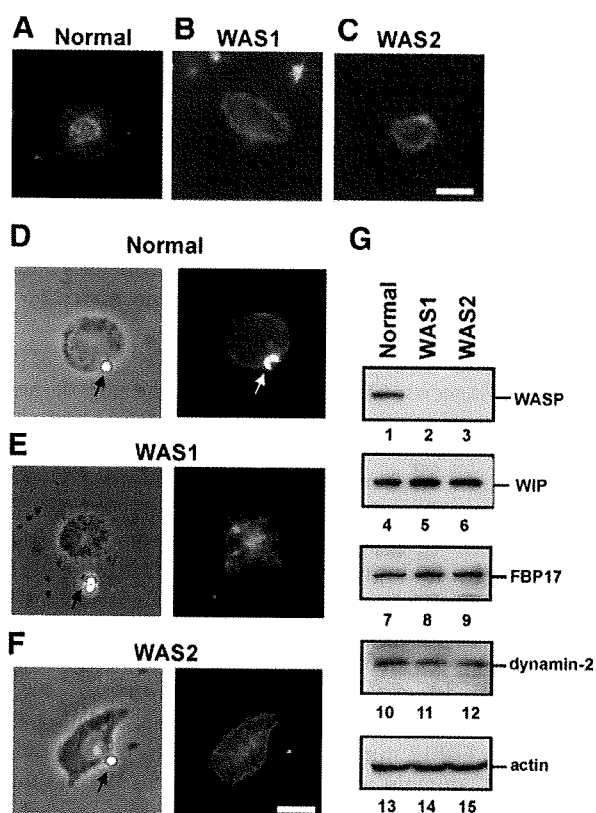 A
Normal
B
WAS1
C
WAS2
D
Normal
E
WAS1
F
WAS2
G
Normal
WAS1
WAS2
WASP
1 2 3
WIP
4 5 6
FBP17
7 8 9
dynamin-2
10 11 12
actin
13 14 15